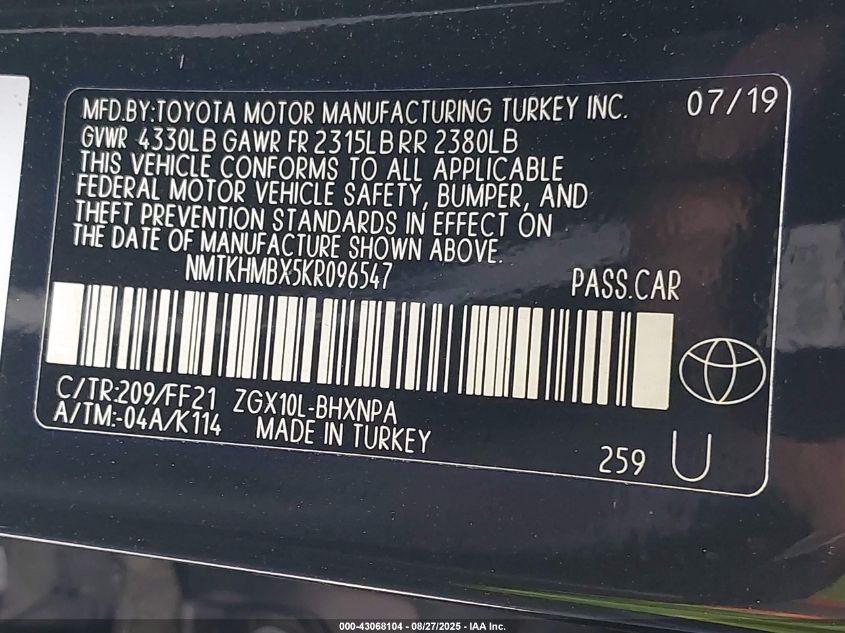 MFD.BY:TOYOTA MOTOR MANUFACTURING TURKEY INC. 07/19
GVWR 4330LB GAWR FR 2315LB RR 2380LB
THIS VEHICLE CONFORMS TO ALL APPLICABLE
FEDERAL MOTOR VEHICLE SAFETY, BUMPER, AND
THEFT PREVENTION STANDARDS IN EFFECT ON
THE DATE OF MANUFACTURE SHOWN ABOVE.
NMTKHMBX5KR096547 PASS.CAR
C/TR:209/FF21 ZGX10L-BHXNPA
A/TM:-04A/K114 MADE IN TURKEY
259 U
000-43068104 - 08/27/2025 - IAA Inc.